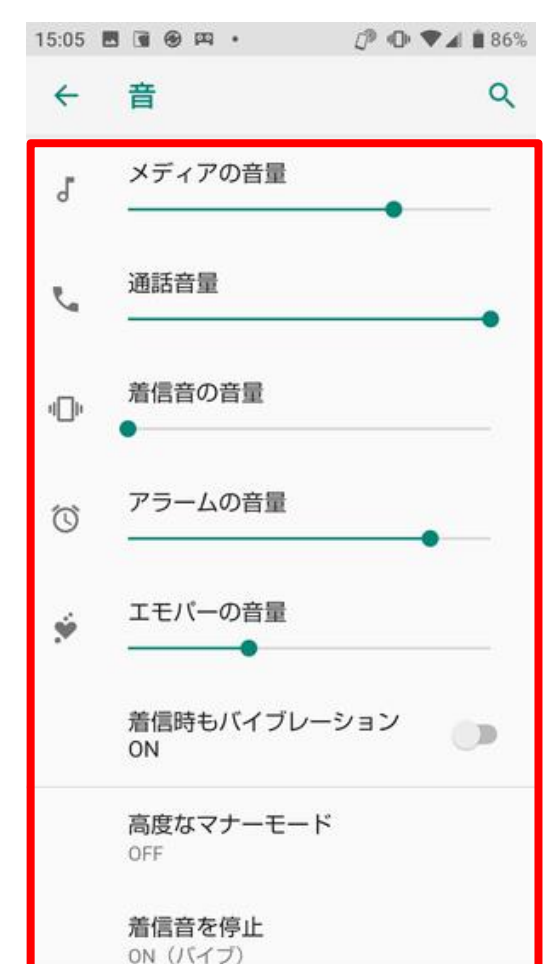 15:05 86%
音
メディアの音量
通話音量
着信音の音量
アラームの音量
エモパーの音量
着信時もバイブレーション
ON
高度なマナーモード
OFF
着信音を停止
ON（バイブ）